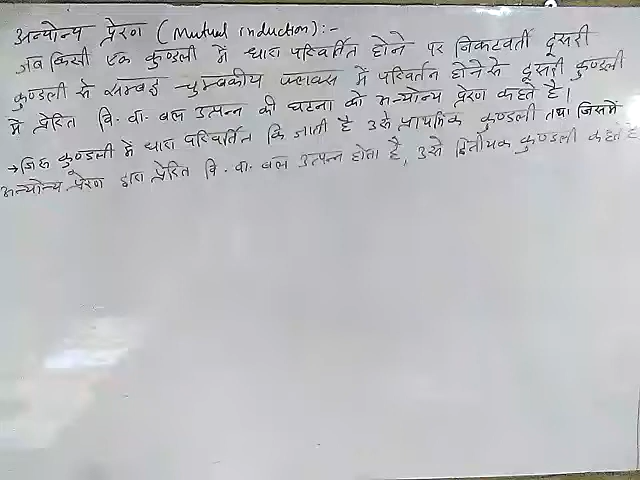 अन्योन्य प्रेरण (Mutual induction):-
जब किसी एक कुण्डली में धारा परिवर्तित होने पर निकटवर्ती दूसरी
कुण्डली से सम्बद्ध चुम्बकीय फ्लक्स में परिवर्तन होने से दूसरी कुण्डली
में प्रेरित वि. वा. बल उत्पन्न की घटना को अन्योन्य प्रेरण कहते है।
→ जिस कुण्डली में धारा परिवर्तित कि जाती है उसे प्राथमिक कुण्डली तथा जिसमें
अन्योन्य प्रेरण द्वारा प्रेरित वि. वा. बल उत्पन्न होता है, उसे द्वितीयक कुण्डली कहते है